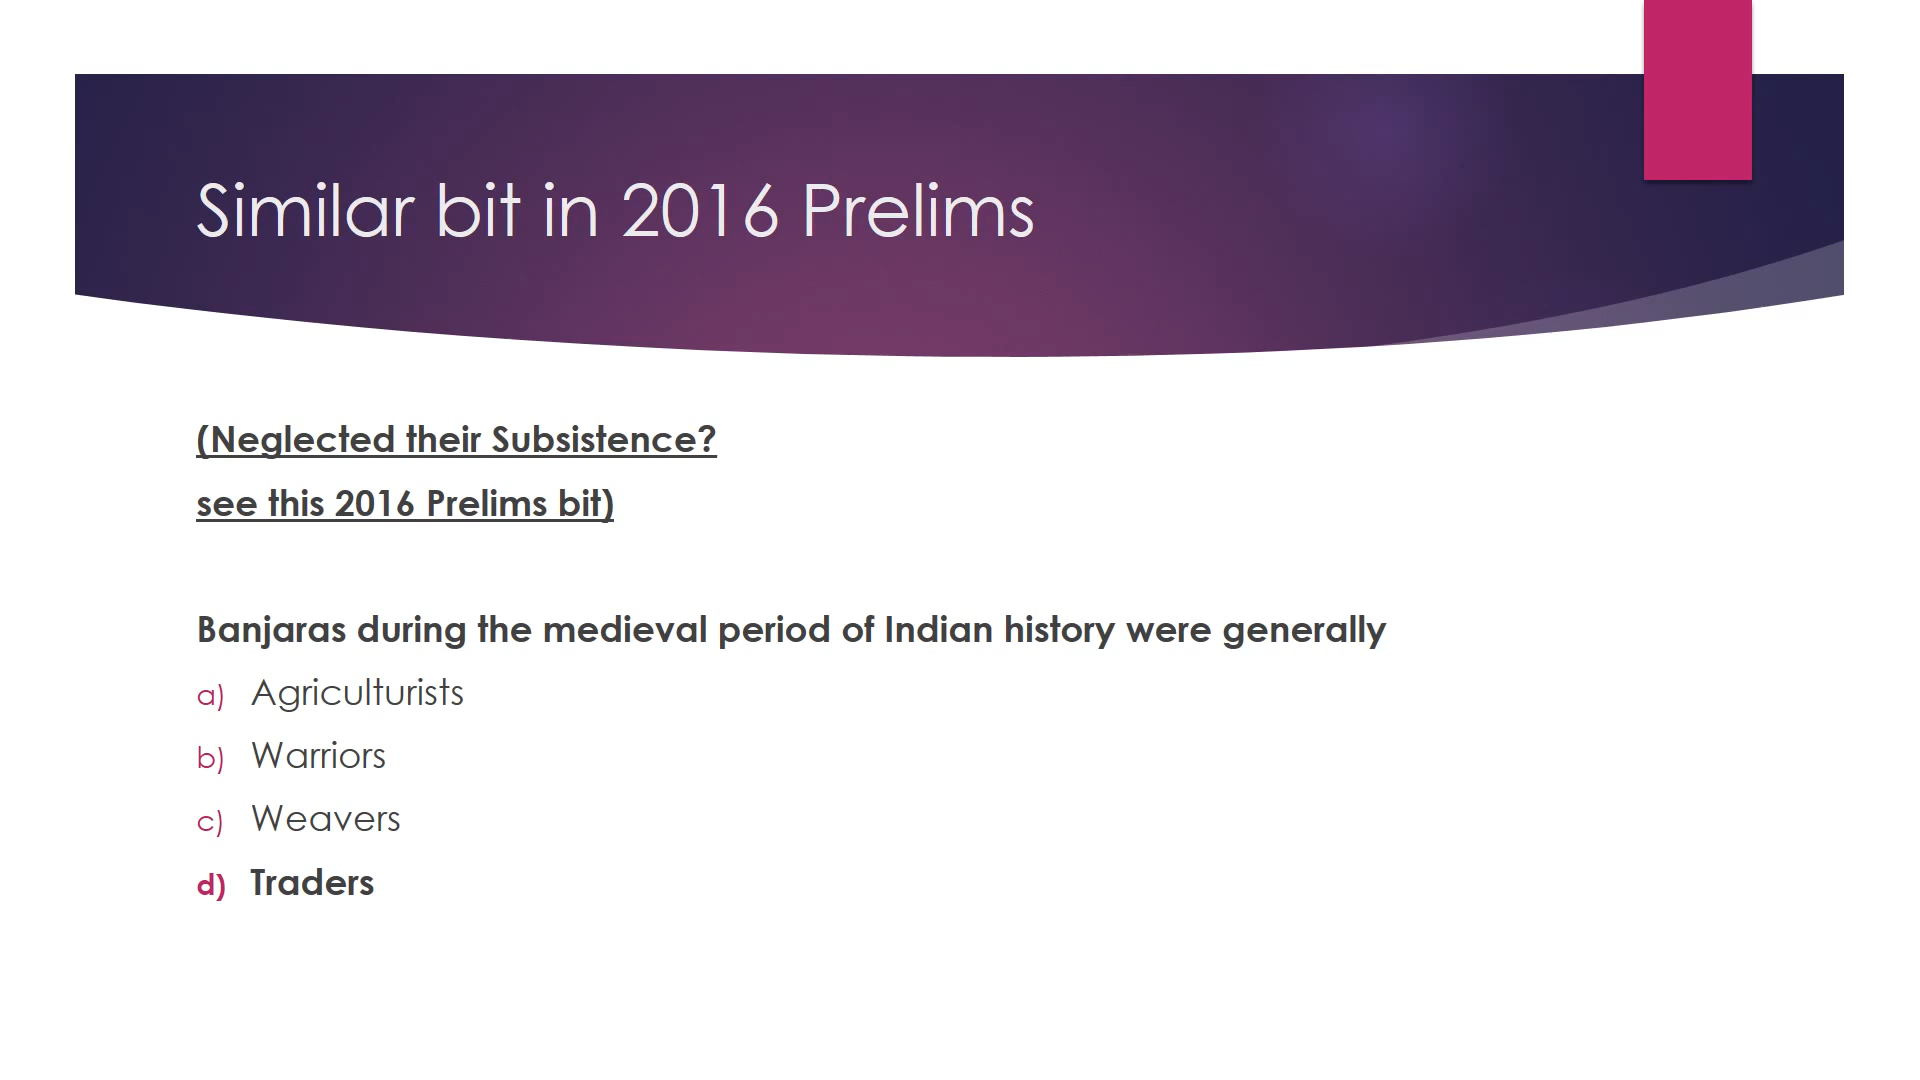 Similar bit in 2016 Prelims
(Neglected their Subsistence?
see this 2016 Prelims bit)
Banjaras during the medieval period of Indian history were generally
a) Agriculturists
b) Warriors
c) Weavers
d) Traders